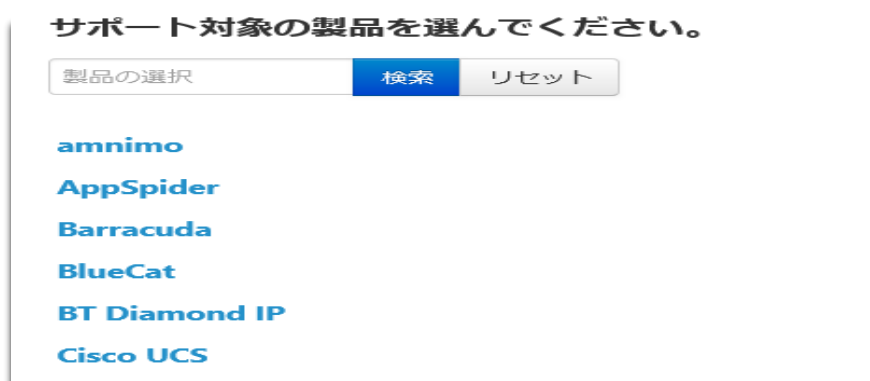 サポート対象の製品を選んでください。
製品の選択 検索 リセット
amnimo
AppSpider
Barracuda
BlueCat
BT Diamond IP
Cisco UCS